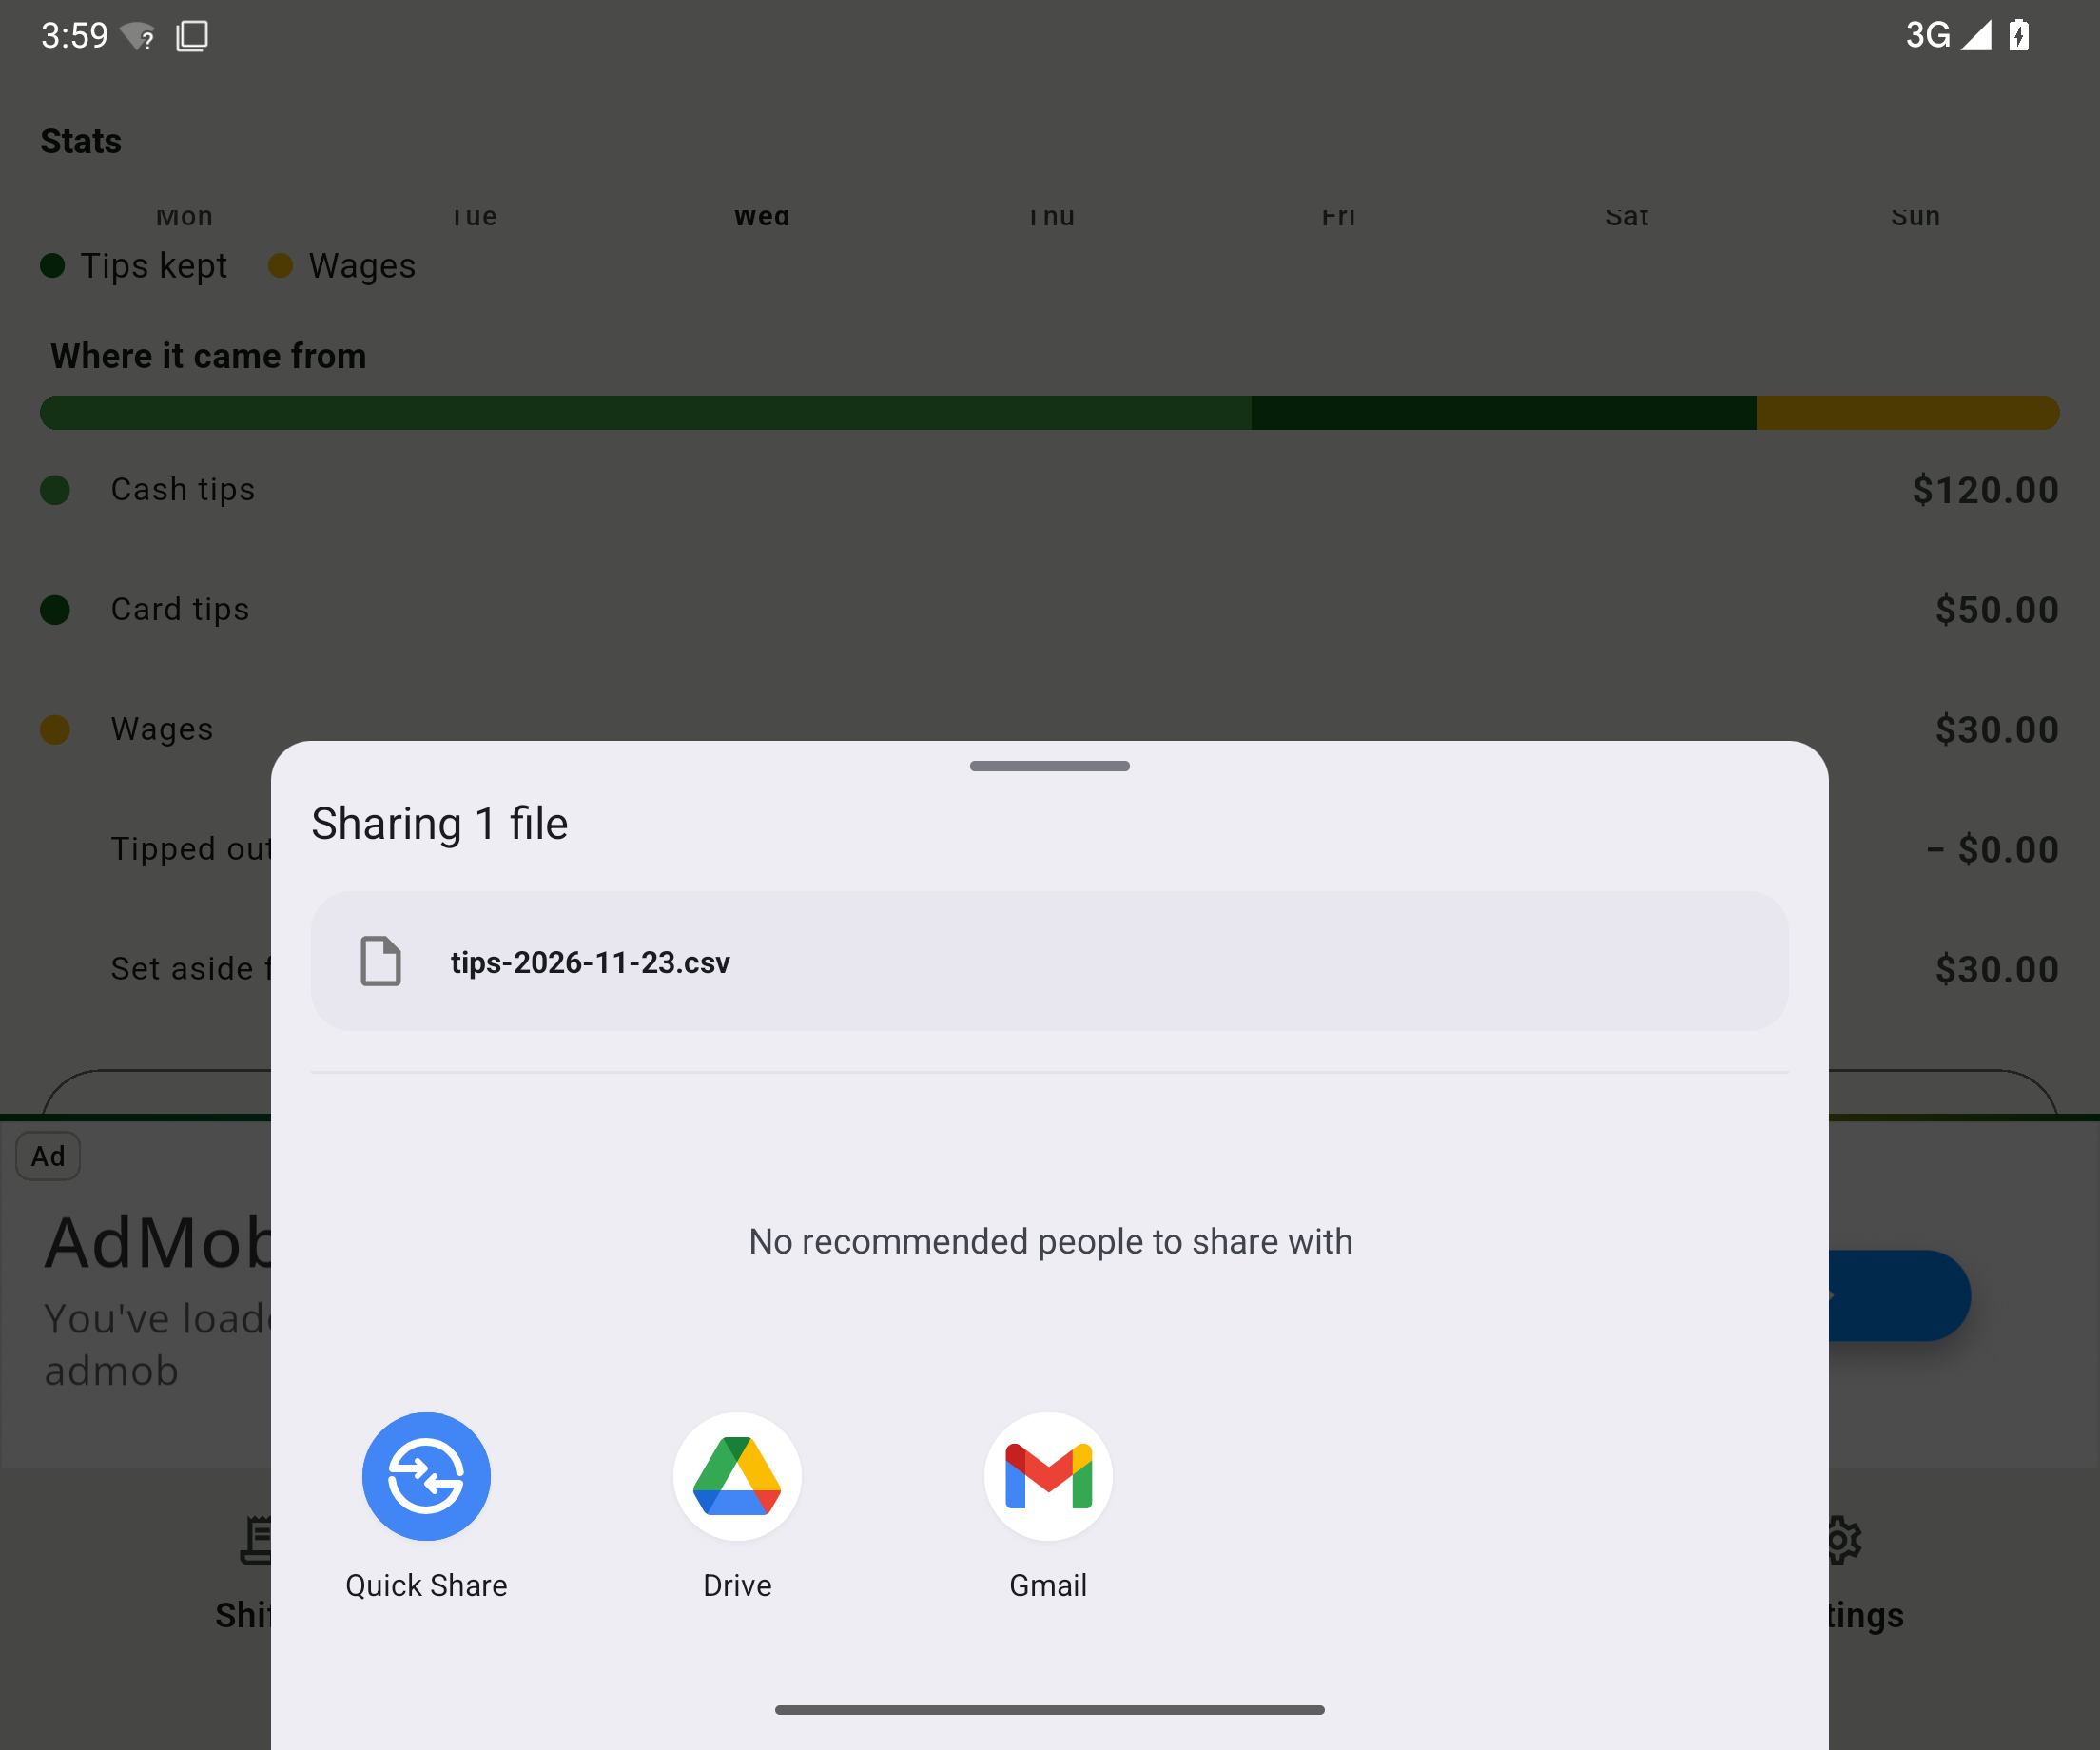 3:59
3G
Stats
Mon Tue Wed Thu Fri Sat Sun
Tips kept Wages
Where it came from
Cash tips $120.00
Card tips $50.00
Wages $30.00
Tipped out − $0.00
Set aside $30.00
Sharing 1 file
tips-2026-11-23.csv
Ad
AdMob
You've
admob
No recommended people to share with
Quick Share Drive Gmail